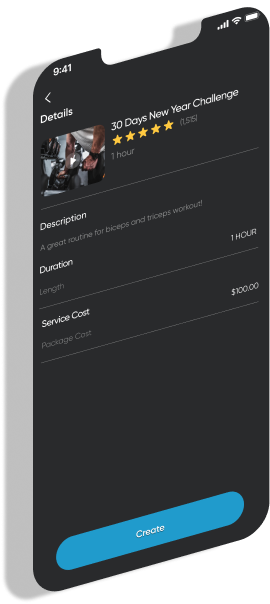 9:41
Details
30 Days New Year Challenge
(1,515)
1 hour
Description
A great routine for biceps and triceps workout!
Duration
Length
1 HOUR
Service Cost
Package Cost
$100.00
Create